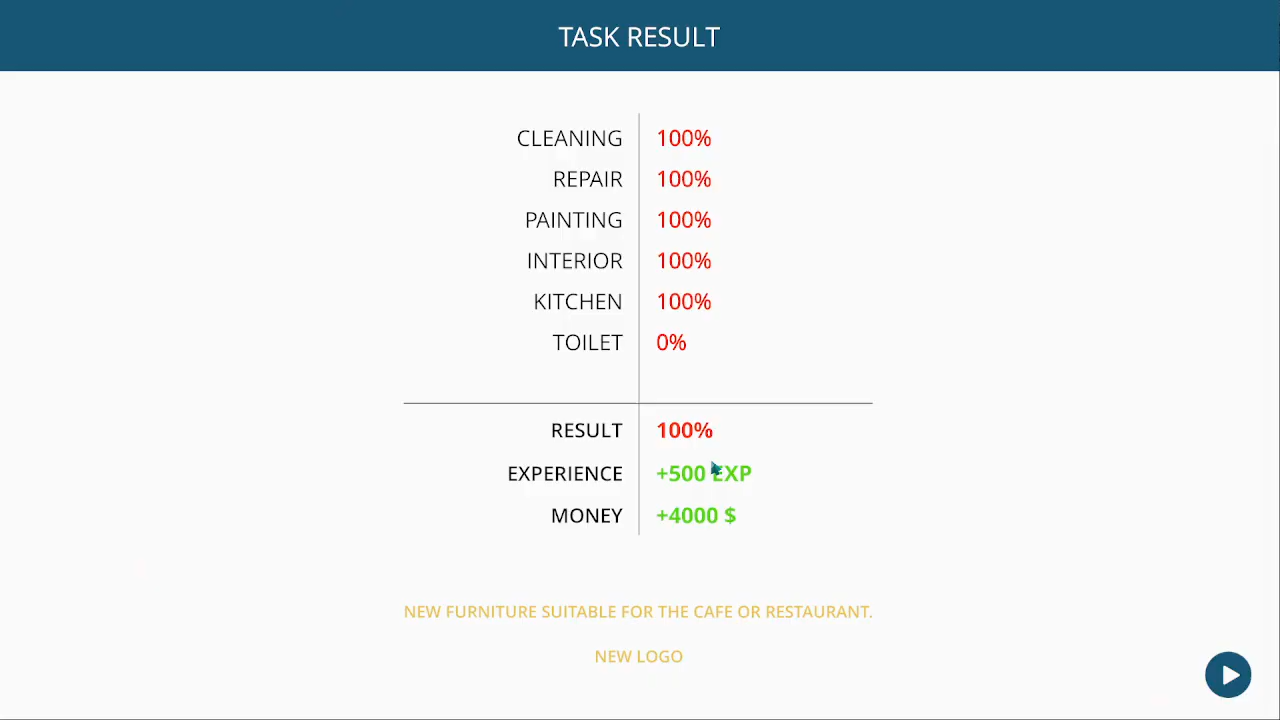 TASK RESULT
CLEANING 100%
REPAIR 100%
PAINTING 100%
INTERIOR 100%
KITCHEN 100%
TOILET 0%
RESULT 100%
EXPERIENCE +500 EXP
MONEY +4000 $
NEW FURNITURE SUITABLE FOR THE CAFE OR RESTAURANT.
NEW LOGO